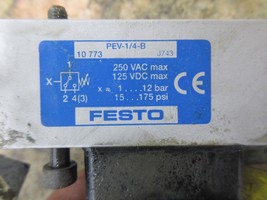 PEV-1/4-B
10 773 J743
250 VAC max
125 VDC max
x = 1....12 bar
15...175 psi
1
x
2 4(3)
CE
FESTO